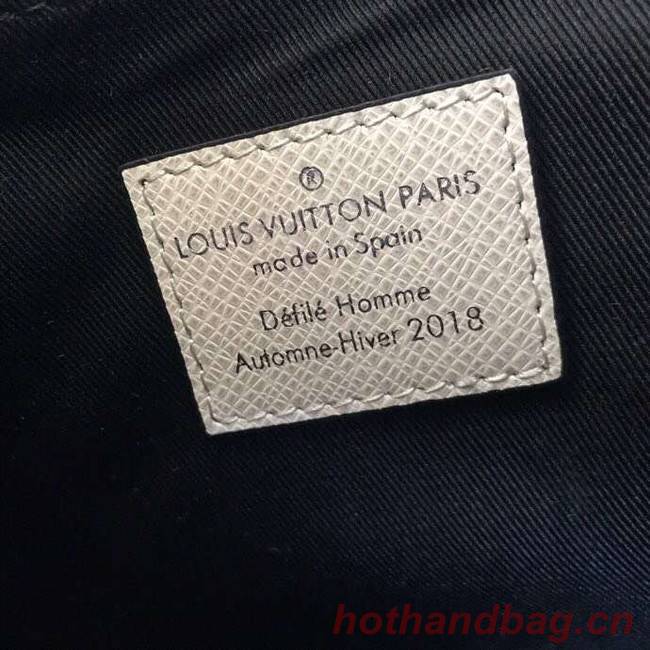 ®
LOUIS VUITTON PARIS
made in Spain
Défilé Homme
Automne-Hiver 2018
hothandbag.cn